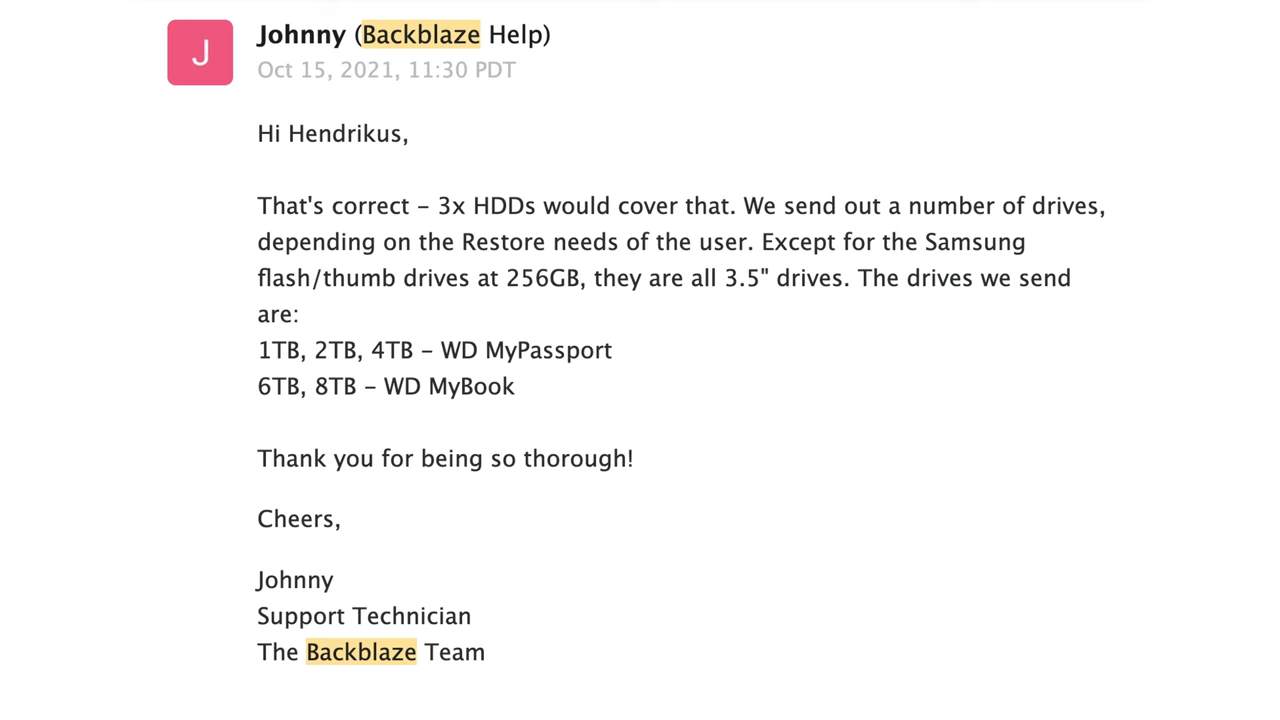 J
Johnny (Backblaze Help)
Oct 15, 2021, 11:30 PDT
Hi Hendrikus,
That's correct – 3x HDDs would cover that. We send out a number of drives,
depending on the Restore needs of the user. Except for the Samsung
flash/thumb drives at 256GB, they are all 3.5" drives. The drives we send
are:
1TB, 2TB, 4TB – WD MyPassport
6TB, 8TB – WD MyBook
Thank you for being so thorough!
Cheers,
Johnny
Support Technician
The Backblaze Team